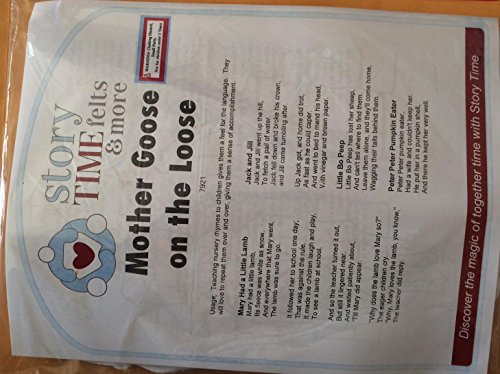 story
TIME felts
& more
WARNING: Choking Hazard.
Small Parts.
Not for children under 3 Years
Mother Goose
on the Loose
7921
Usage: Teaching nursery rhymes to children gives them a feel for the language. They
will love to repeat them over and over, giving them a sense of accomplishment.
Mary Had a Little Lamb
Mary had a little lamb,
Its fleece was white as snow.
And everywhere that Mary went,
The lamb was sure to go.
It followed her to school one day;
That was against the rule.
It made the children laugh and play,
To see a lamb at school.
And so the teacher turned it out,
But still it lingered near.
And waited patiently about,
'Till Mary did appear.
"Why does the lamb love Mary so?"
The eager children cry.
"Why, Mary loves the lamb, you know,"
The teacher did reply.
Jack and Jill
Jack and Jill went up the hill,
To fetch a pail of water.
Jack fell down and broke his crown,
and Jill came tumbling after.
Up Jack got, and home did trot,
As fast as he could caper,
And went to bed to mend his head,
With vinegar and brown paper.
Little Bo Peep
Little Bo Peep has lost her sheep,
And can't tell where to find them.
Leave them alone, and they'll come home,
Wagging their tails behind them.
Peter Peter Pumpkin Eater
Peter Peter pumpkin eater,
Had a wife and couldn't keep her.
He put her in a pumpkin shell,
And there he kept her very well.
Discover the magic of together time with Story Time